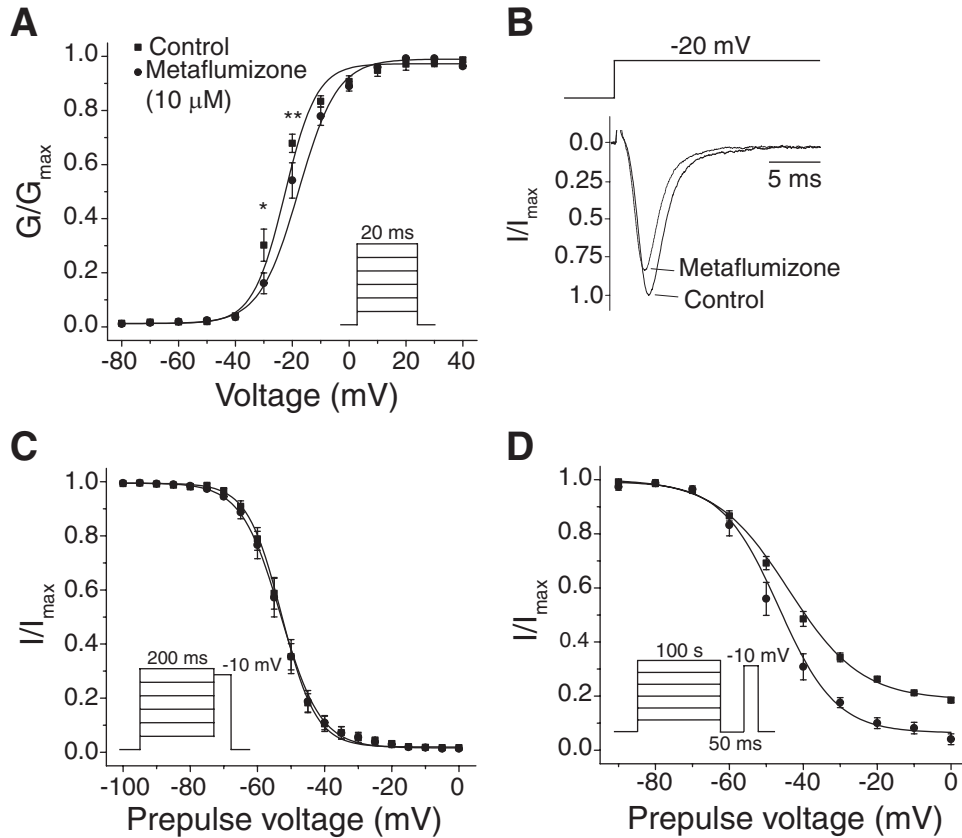 A
Control
Metaflumizone
(10 μM)
1.0
0.8
0.6
0.4
0.2
0.0
G/Gmax
**
*
20 ms
-80 -60 -40 -20 0 20 40
Voltage (mV)
B
-20 mV
0.0
0.25
0.5
0.75
1.0
I/Imax
5 ms
Metaflumizone
Control
C
1.0
0.8
0.6
0.4
0.2
0.0
I/Imax
200 ms
-10 mV
-100 -80 -60 -40 -20 0
Prepulse voltage (mV)
D
1.0
0.8
0.6
0.4
0.2
0.0
I/Imax
100 s
-10 mV
50 ms
-80 -60 -40 -20 0
Prepulse voltage (mV)